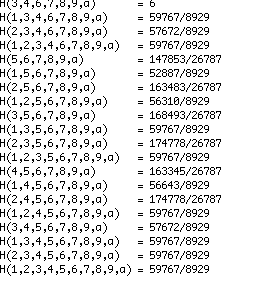 H(3,4,6,7,8,9,a) = 6
H(1,3,4,6,7,8,9,a) = 59767/8929
H(2,3,4,6,7,8,9,a) = 57672/8929
H(1,2,3,4,6,7,8,9,a) = 59767/8929
H(5,6,7,8,9,a) = 147853/26787
H(1,5,6,7,8,9,a) = 52887/8929
H(2,5,6,7,8,9,a) = 163483/26787
H(1,2,5,6,7,8,9,a) = 56310/8929
H(3,5,6,7,8,9,a) = 168493/26787
H(1,3,5,6,7,8,9,a) = 59767/8929
H(2,3,5,6,7,8,9,a) = 174778/26787
H(1,2,3,5,6,7,8,9,a) = 59767/8929
H(4,5,6,7,8,9,a) = 163345/26787
H(1,4,5,6,7,8,9,a) = 56643/8929
H(2,4,5,6,7,8,9,a) = 174778/26787
H(1,2,4,5,6,7,8,9,a) = 59767/8929
H(3,4,5,6,7,8,9,a) = 57672/8929
H(1,3,4,5,6,7,8,9,a) = 59767/8929
H(2,3,4,5,6,7,8,9,a) = 59767/8929
H(1,2,3,4,5,6,7,8,9,a) = 59767/8929